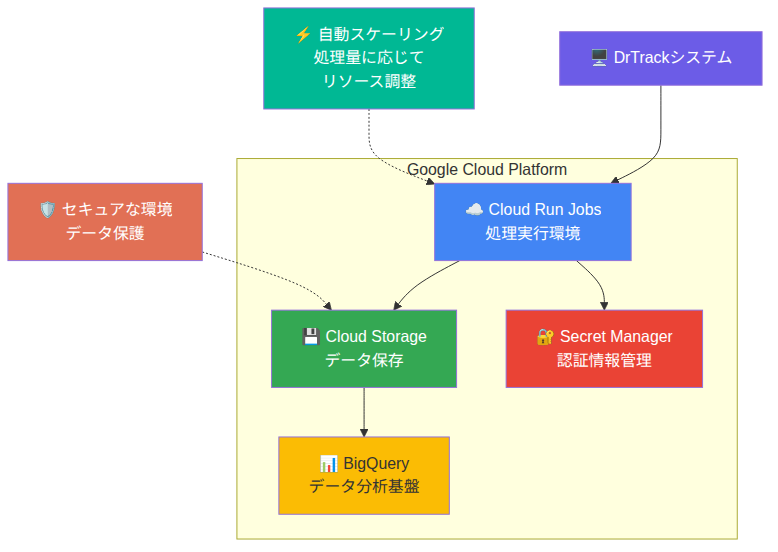 ⚡ 自動スケーリング
処理量に応じて
リソース調整
🖥️ DrTrackシステム
Google Cloud Platform
🛡️ セキュアな環境
データ保護
☁️ Cloud Run Jobs
処理実行環境
💾 Cloud Storage
データ保存
🔐 Secret Manager
認証情報管理
📊 BigQuery
データ分析基盤